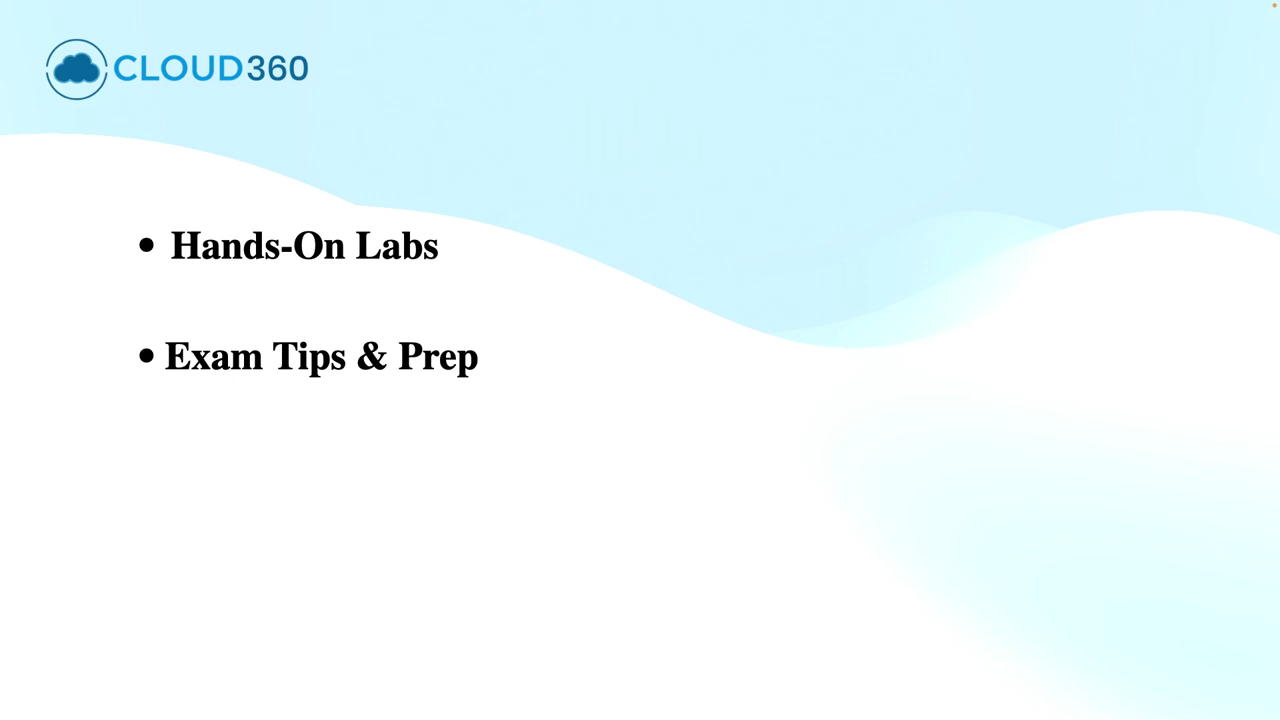 CLOUD360
• Hands-On Labs
• Exam Tips & Prep